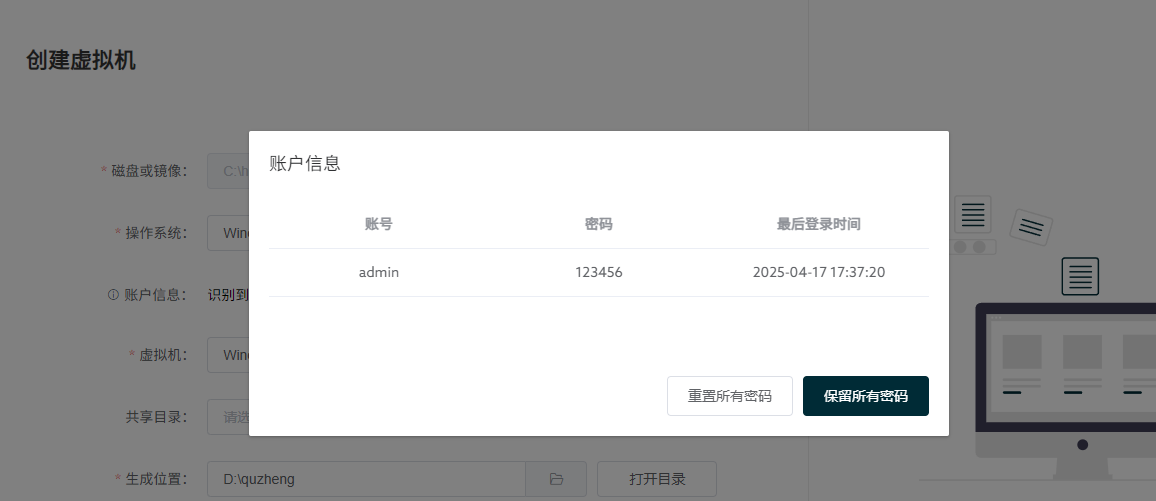 创建虚拟机
* 磁盘或镜像： C:\h
* 操作系统： Wind
账户信息： 识别到
* 虚拟机： Wind
共享目录： 请选
* 生成位置： D:\quzheng 打开目录
账户信息
账号 密码 最后登录时间
admin 123456 2025-04-17 17:37:20
重置所有密码 保留所有密码